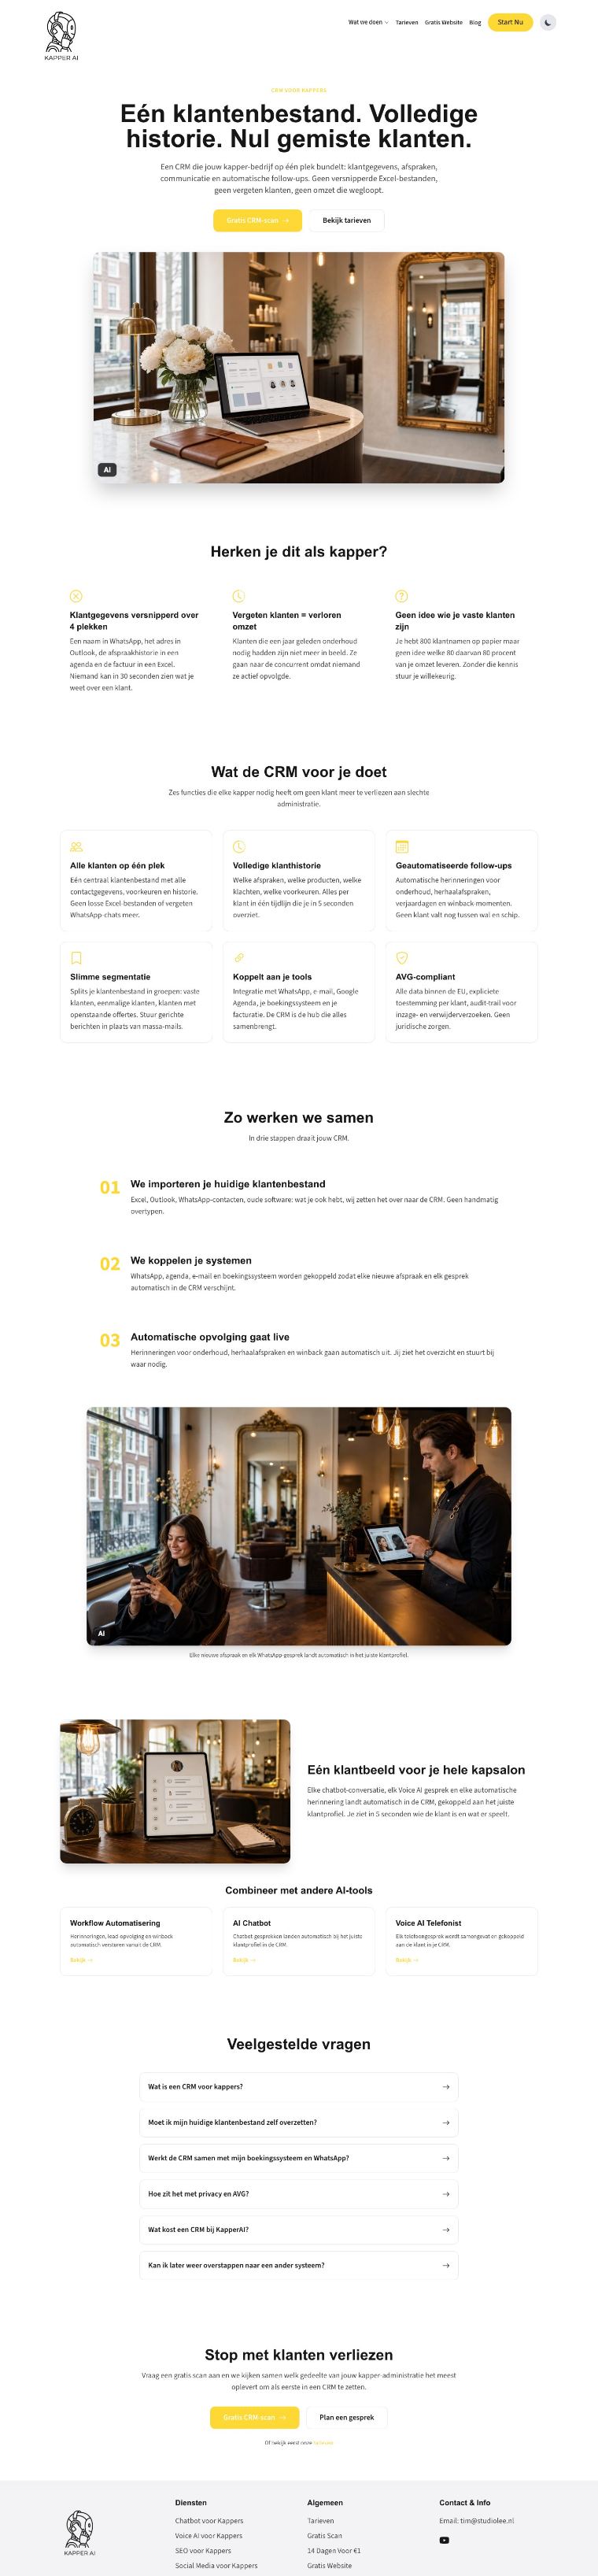 KAPPER AI
Wat we doen
Tarieven
Gratis Website
Blog
Start Nu
CRM VOOR KAPPERS
Eén klantenbestand. Volledige
historie. Nul gemiste klanten.
Een CRM die jouw kapper-bedrijf op één plek bundelt: klantgegevens, afspraken,
communicatie en automatische follow-ups. Geen versnipperde Excel-bestanden,
geen vergeten klanten, geen omzet die wegloopt.
Gratis CRM-scan →
Bekijk tarieven
AI
Herken je dit als kapper?
Klantgegevens versnipperd over
4 plekken
Een naam in WhatsApp, het adres in
Outlook, de afspraakhistorie in een
agenda en de factuur in een Excel.
Niemand kan in 30 seconden zien wat je
weet over een klant.
Vergeten klanten = verloren
omzet
Klanten die een jaar geleden onderhoud
nodig hadden zijn niet meer in beeld. Ze
gaan naar de concurrent omdat niemand
ze actief opvolgde.
Geen idee wie je vaste klanten
zijn
Je hebt 800 klantnamen op papier maar
geen idee welke 80 daarvan 80 procent
van je omzet leveren. Zonder die kennis
stuur je willekeurig.
Wat de CRM voor je doet
Zes functies die elke kapper nodig heeft om geen klant meer te verliezen aan slechte
administratie.
Alle klanten op één plek
Eén centraal klantenbestand met alle
contactgegevens, voorkeuren en historie.
Geen losse Excel-bestanden of vergeten
WhatsApp-chats meer.
Volledige klanthistorie
Welke afspraken, welke producten, welke
klachten, welke voorkeuren. Alles per
klant in één tijdlijn die je in 5 seconden
overziet.
Geautomatiseerde follow-ups
Automatische herinneringen voor
onderhoud, herhaalafspraken,
verjaardagen en winback-momenten.
Geen klant valt nog tussen wal en schip.
Slimme segmentatie
Splits je klantenbestand in groepen: vaste
klanten, eenmalige klanten, klanten met
openstaande offertes. Stuur gerichte
berichten in plaats van massa-mails.
Koppelt aan je tools
Integratie met WhatsApp, e-mail, Google
Agenda, je boekingssysteem en je
facturatie. De CRM is de hub die alles
samenbrengt.
AVG-compliant
Alle data binnen de EU, expliciete
toestemming per klant, audit-trail voor
inzage- en verwijderverzoeken. Geen
juridische zorgen.
Zo werken we samen
In drie stappen draait jouw CRM.
01
We importeren je huidige klantenbestand
Excel, Outlook, WhatsApp-contacten, oude software: wat je ook hebt, wij zetten het over naar de CRM. Geen handmatig
overtypen.
02
We koppelen je systemen
WhatsApp, agenda, e-mail en boekingssysteem worden gekoppeld zodat elke nieuwe afspraak en elk gesprek
automatisch in de CRM verschijnt.
03
Automatische opvolging gaat live
Herinneringen voor onderhoud, herhaalafspraken en winback gaan automatisch uit. Jij ziet het overzicht en stuurt bij
waar nodig.
AI
Elke nieuwe afspraak en elk WhatsApp-gesprek landt automatisch in het juiste klantprofiel.
Eén klantbeeld voor je hele kapsalon
Elke chatbot-conversatie, elk Voice AI gesprek en elke automatische
herinnering landt automatisch in de CRM, gekoppeld aan het juiste
klantprofiel. Je ziet in 5 seconden wie de klant is en wat er speelt.
Combineer met andere AI-tools
Workflow Automatisering
Herinneringen, lead-opvolging en winback
automatisch versturen vanuit de CRM.
Bekijk →
AI Chatbot
Chatbot gesprekken landen automatisch bij het juiste
klantprofiel in de CRM.
Bekijk →
Voice AI Telefonist
Elk telefoongesprek wordt samengevat en gekoppeld
aan de klant in je CRM.
Bekijk →
Veelgestelde vragen
Wat is een CRM voor kappers? →
Moet ik mijn huidige klantenbestand zelf overzetten? →
Werkt de CRM samen met mijn boekingssysteem en WhatsApp? →
Hoe zit het met privacy en AVG? →
Wat kost een CRM bij KapperAI? →
Kan ik later weer overstappen naar een ander systeem? →
Stop met klanten verliezen
Vraag een gratis scan aan en we kijken samen welk gedeelte van jouw kapper-administratie het meest
oplevert om als eerste in een CRM te zetten.
Gratis CRM-scan →
Plan een gesprek
Of bekijk eerst onze tarieven
KAPPER AI
Diensten
Chatbot voor Kappers
Voice AI voor Kappers
SEO voor Kappers
Social Media voor Kappers
Algemeen
Tarieven
Gratis Scan
14 Dagen Voor €1
Gratis Website
Contact & Info
Email: tim@studiolee.nl